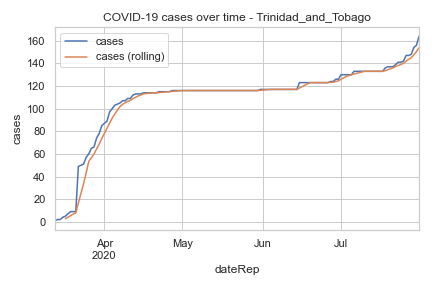 COVID-19 cases over time - Trinidad_and_Tobago
cases
cases (rolling)
160
140
120
100
80
60
40
20
0
cases
Apr
2020
May
Jun
Jul
dateRep